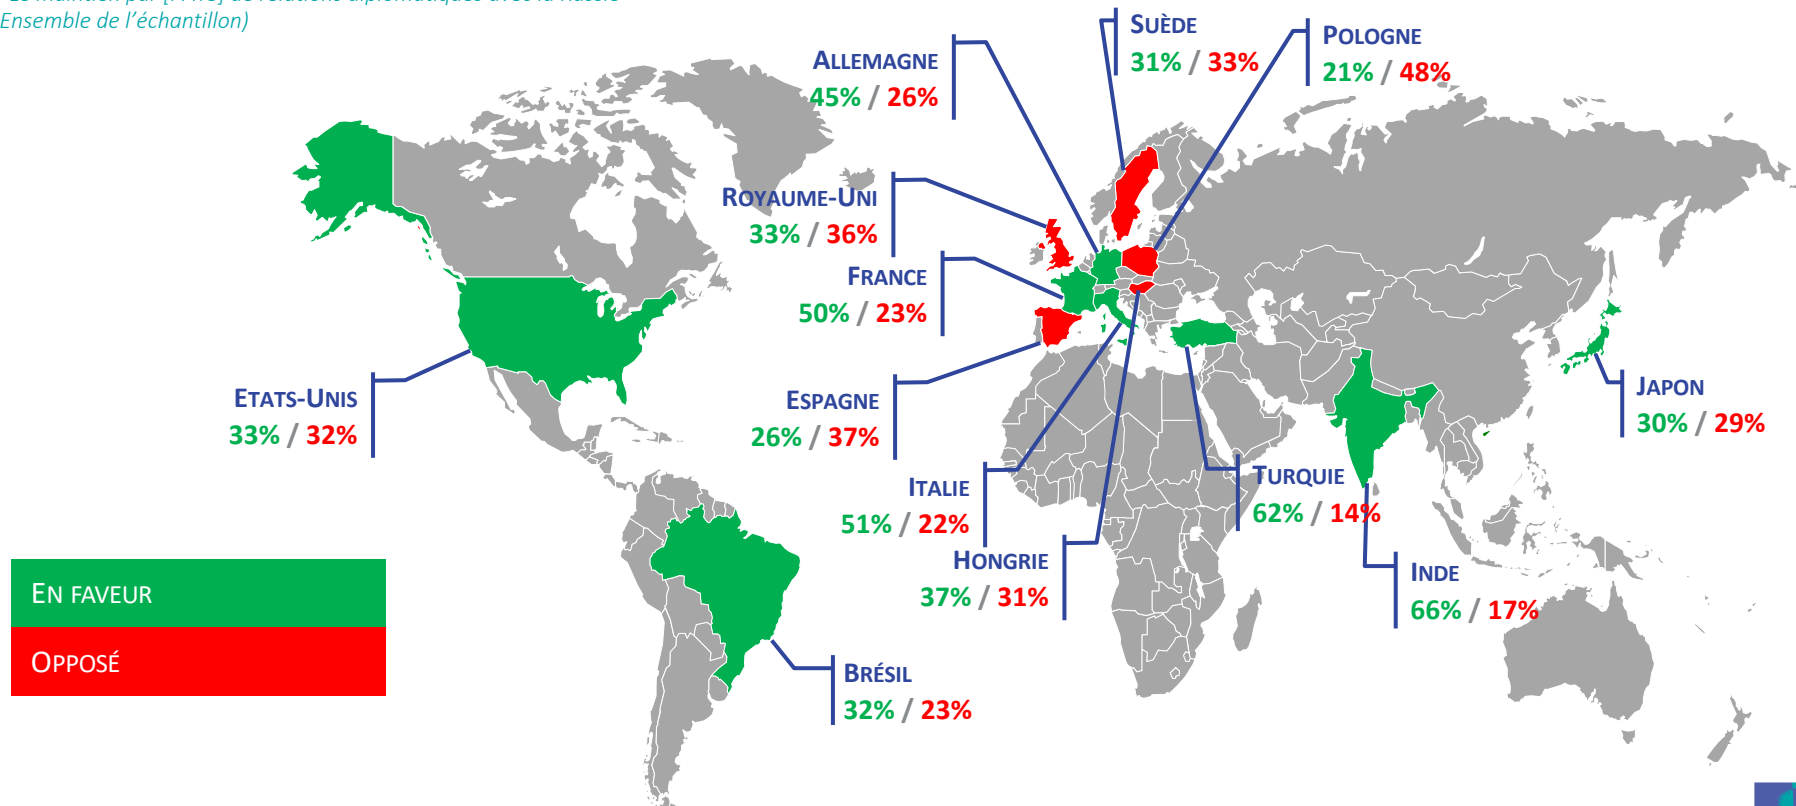 Ensemble de l'échantillon)
SUÈDE
31% / 33%
POLOGNE
21% / 48%
ALLEMAGNE
45% / 26%
ROYAUME-UNI
33% / 36%
FRANCE
50% / 23%
ETATS-UNIS
33% / 32%
ESPAGNE
26% / 37%
JAPON
30% / 29%
ITALIE
51% / 22%
TURQUIE
62% / 14%
HONGRIE
37% / 31%
INDE
66% / 17%
EN FAVEUR
OPPOSÉ
BRÉSIL
32% / 23%